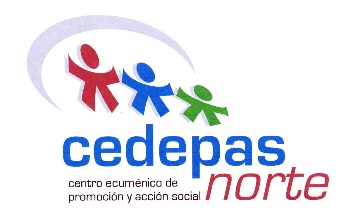 cedepas
centro ecuménico de
promoción y acción social norte